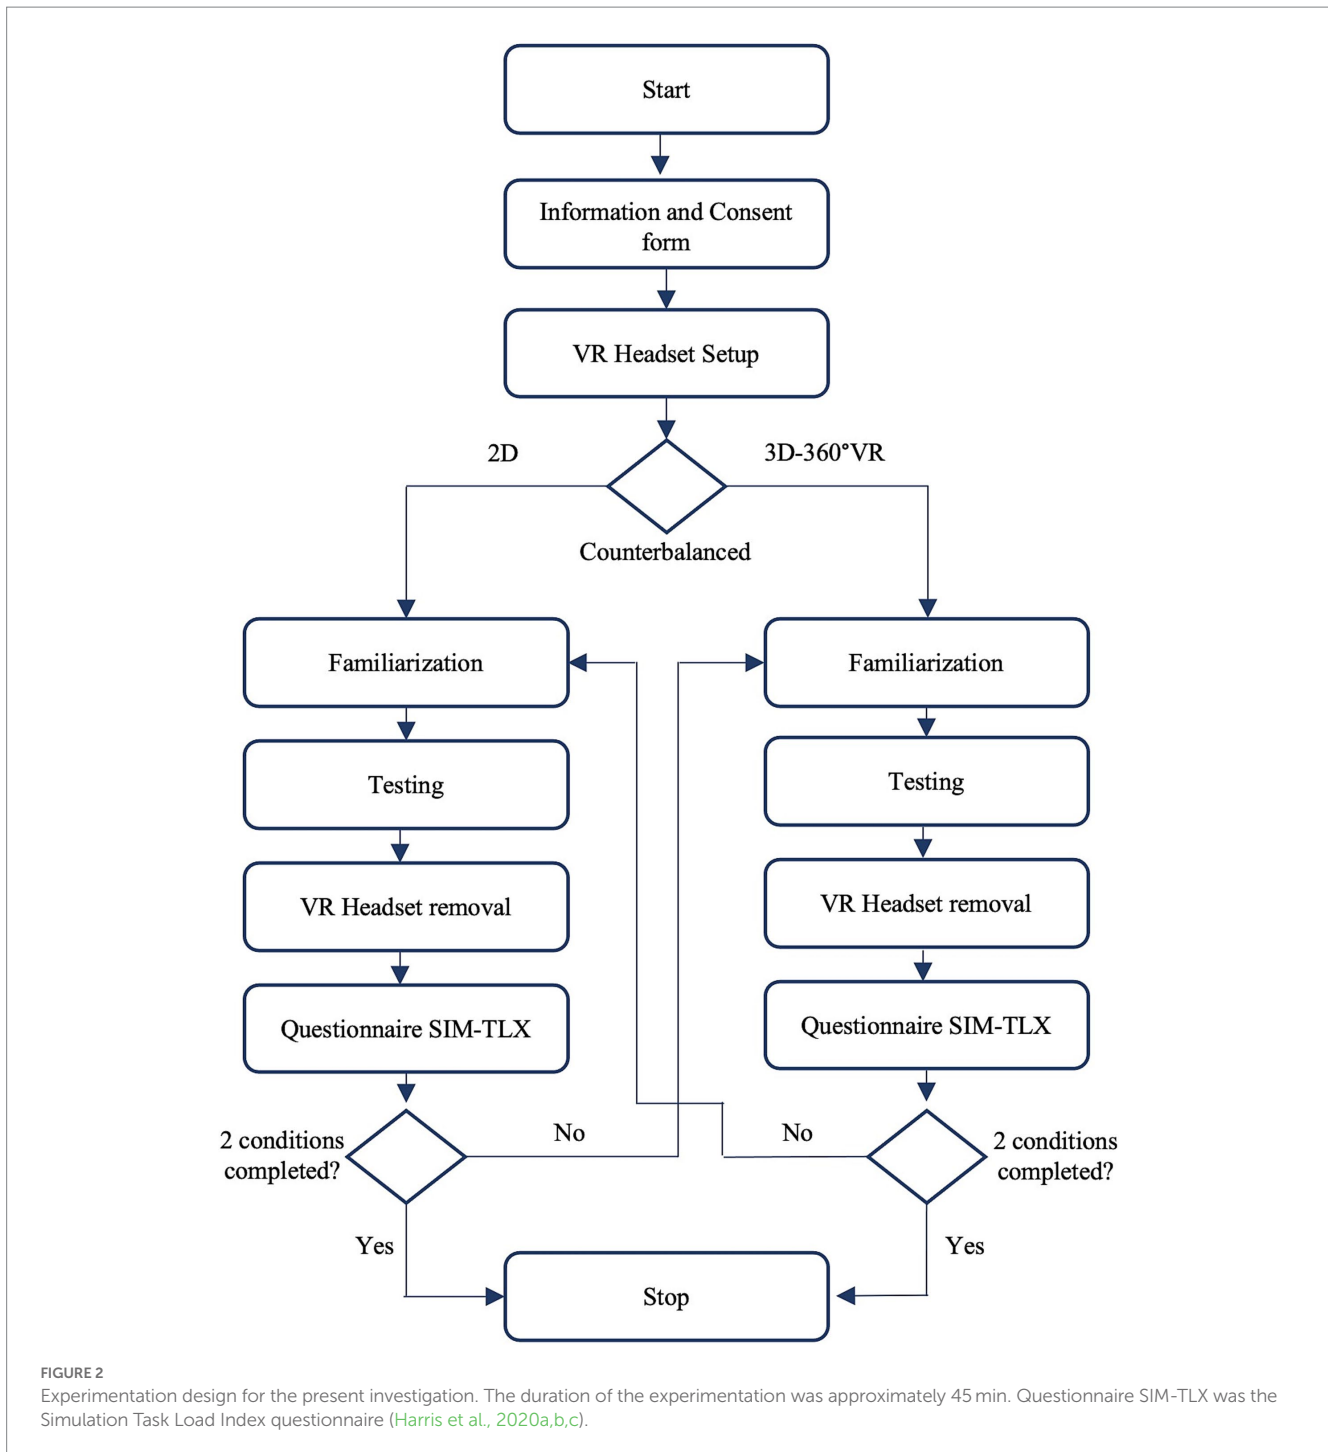 Start
Information and Consent
form
VR Headset Setup
2D
3D-360°VR
Counterbalanced
Familiarization
Familiarization
Testing
Testing
VR Headset removal
VR Headset removal
Questionnaire SIM-TLX
Questionnaire SIM-TLX
2 conditions
completed?
No
No
2 conditions
completed?
Yes
Yes
Stop
FIGURE 2
Experimentation design for the present investigation. The duration of the experimentation was approximately 45 min. Questionnaire SIM-TLX was the
Simulation Task Load Index questionnaire (Harris et al., 2020a,b,c).